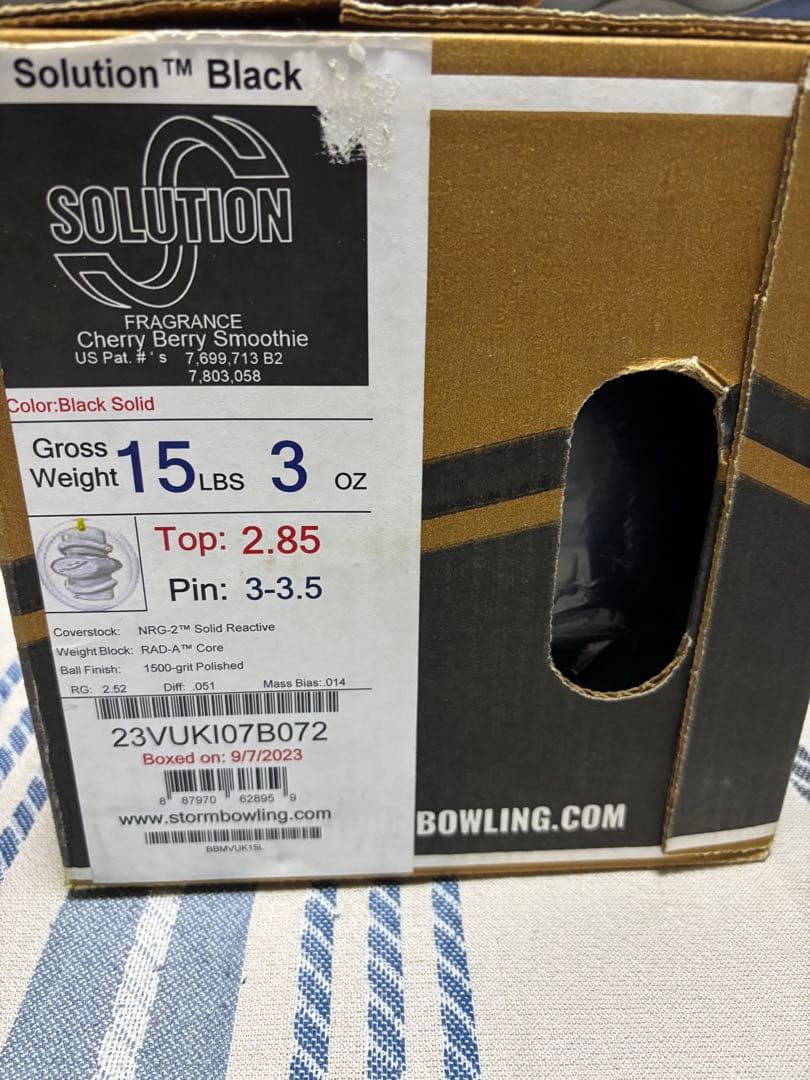 Solution™ Black
SOLUTION
FRAGRANCE
Cherry Berry Smoothie
US Pat. # ' s 7,699,713 B2
7,803,058
Color:Black Solid
Gross
Weight 15 LBS 3 OZ
Top: 2.85
Pin: 3-3.5
Coverstock: NRG-2™ Solid Reactive
Weight Block: RAD-A™ Core
Ball Finish: 1500-grit Polished
RG: 2.52 Diff: .051 Mass Bias:.014
23VUKI07B072
Boxed on: 9/7/2023
8 87970 62895 9
www.stormbowling.com
BBMVUK15L
BOWLING.COM